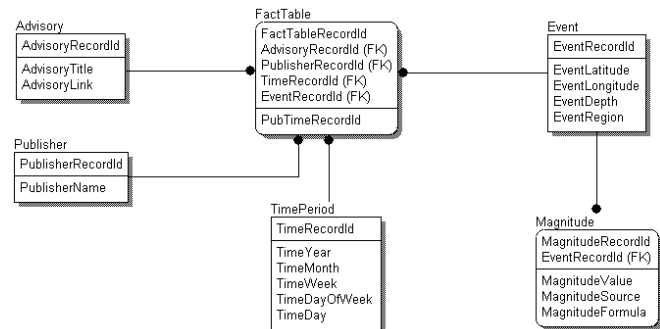 Advisory
AdvisoryRecordId
AdvisoryTitle
AdvisoryLink
FactTable
FactTableRecordId
AdvisoryRecordId (FK)
PublisherRecordId (FK)
TimeRecordId (FK)
EventRecordId (FK)
PubTimeRecordId
Event
EventRecordId
EventLatitude
EventLongitude
EventDepth
EventRegion
Publisher
PublisherRecordId
PublisherName
TimePeriod
TimeRecordId
TimeYear
TimeMonth
TimeWeek
TimeDayOfWeek
TimeDay
Magnitude
MagnitudeRecordId
EventRecordId (FK)
MagnitudeValue
MagnitudeSource
MagnitudeFormula